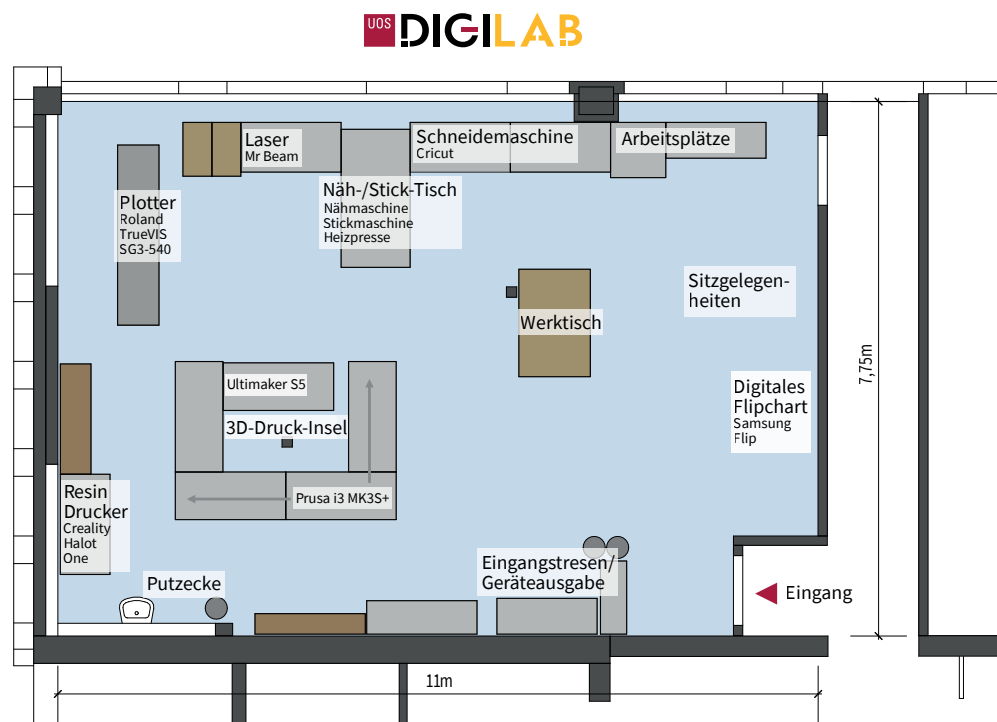 UOS DIGILAB
Laser
Mr Beam
Schneidemaschine
Cricut
Arbeitsplätze
Plotter
Roland
TrueVIS
SG3-540
Näh-/Stick-Tisch
Nähmaschine
Stickmaschine
Heizpresse
Sitzgelegen-
heiten
Werktisch
7,75m
Ultimaker S5
3D-Druck-Insel
Prusa i3 MK3S+
Digitales
Flipchart
Samsung
Flip
Resin
Drucker
Creality
Halot
One
Putzecke
Eingangstresen/
Geräteausgabe
Eingang
11m